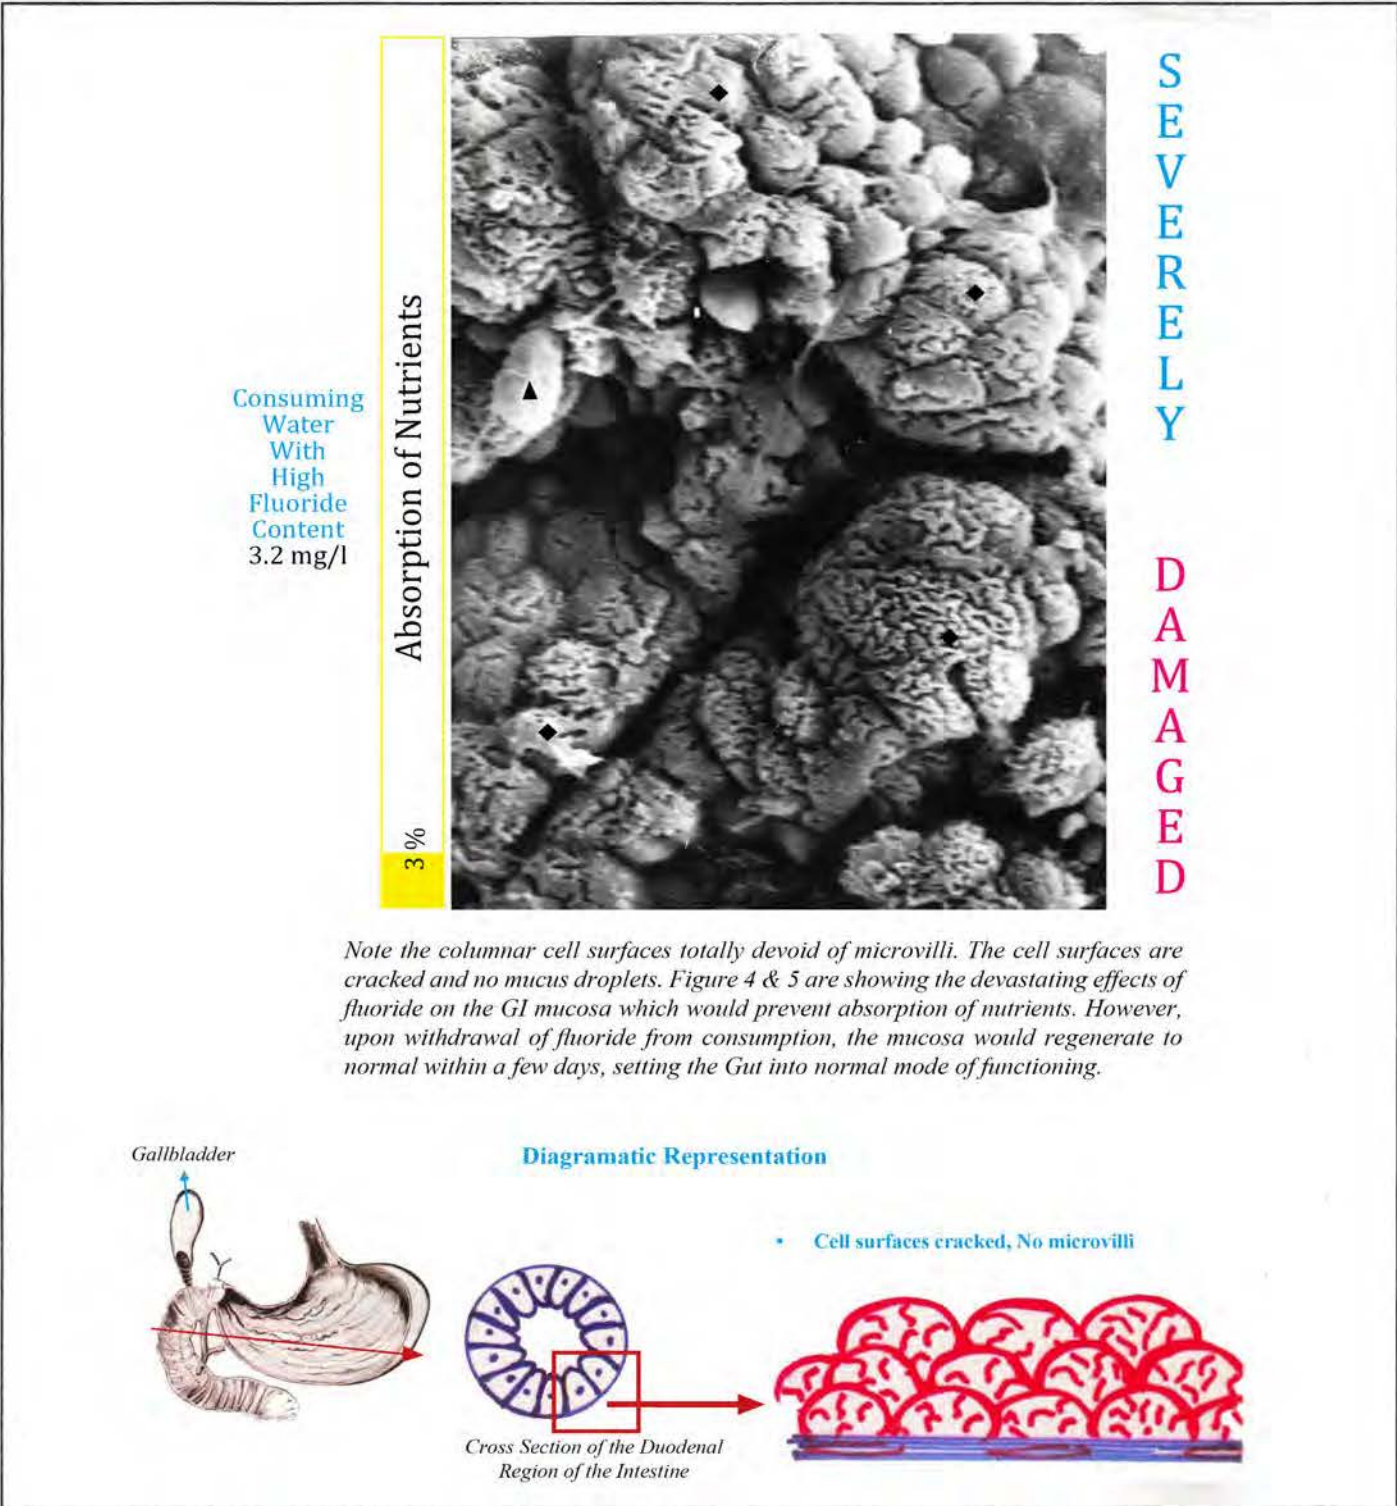 SEVERELY
DAMAGED
Consuming
Water
With
High
Fluoride
Content
3.2 mg/l
Absorption of Nutrients
3 %
Note the columnar cell surfaces totally devoid of microvilli. The cell surfaces are
cracked and no mucus droplets. Figure 4 & 5 are showing the devastating effects of
fluoride on the GI mucosa which would prevent absorption of nutrients. However,
upon withdrawal of fluoride from consumption, the mucosa would regenerate to
normal within a few days, setting the Gut into normal mode of functioning.
Gallbladder
Diagramatic Representation
• Cell surfaces cracked, No microvilli
Cross Section of the Duodenal
Region of the Intestine